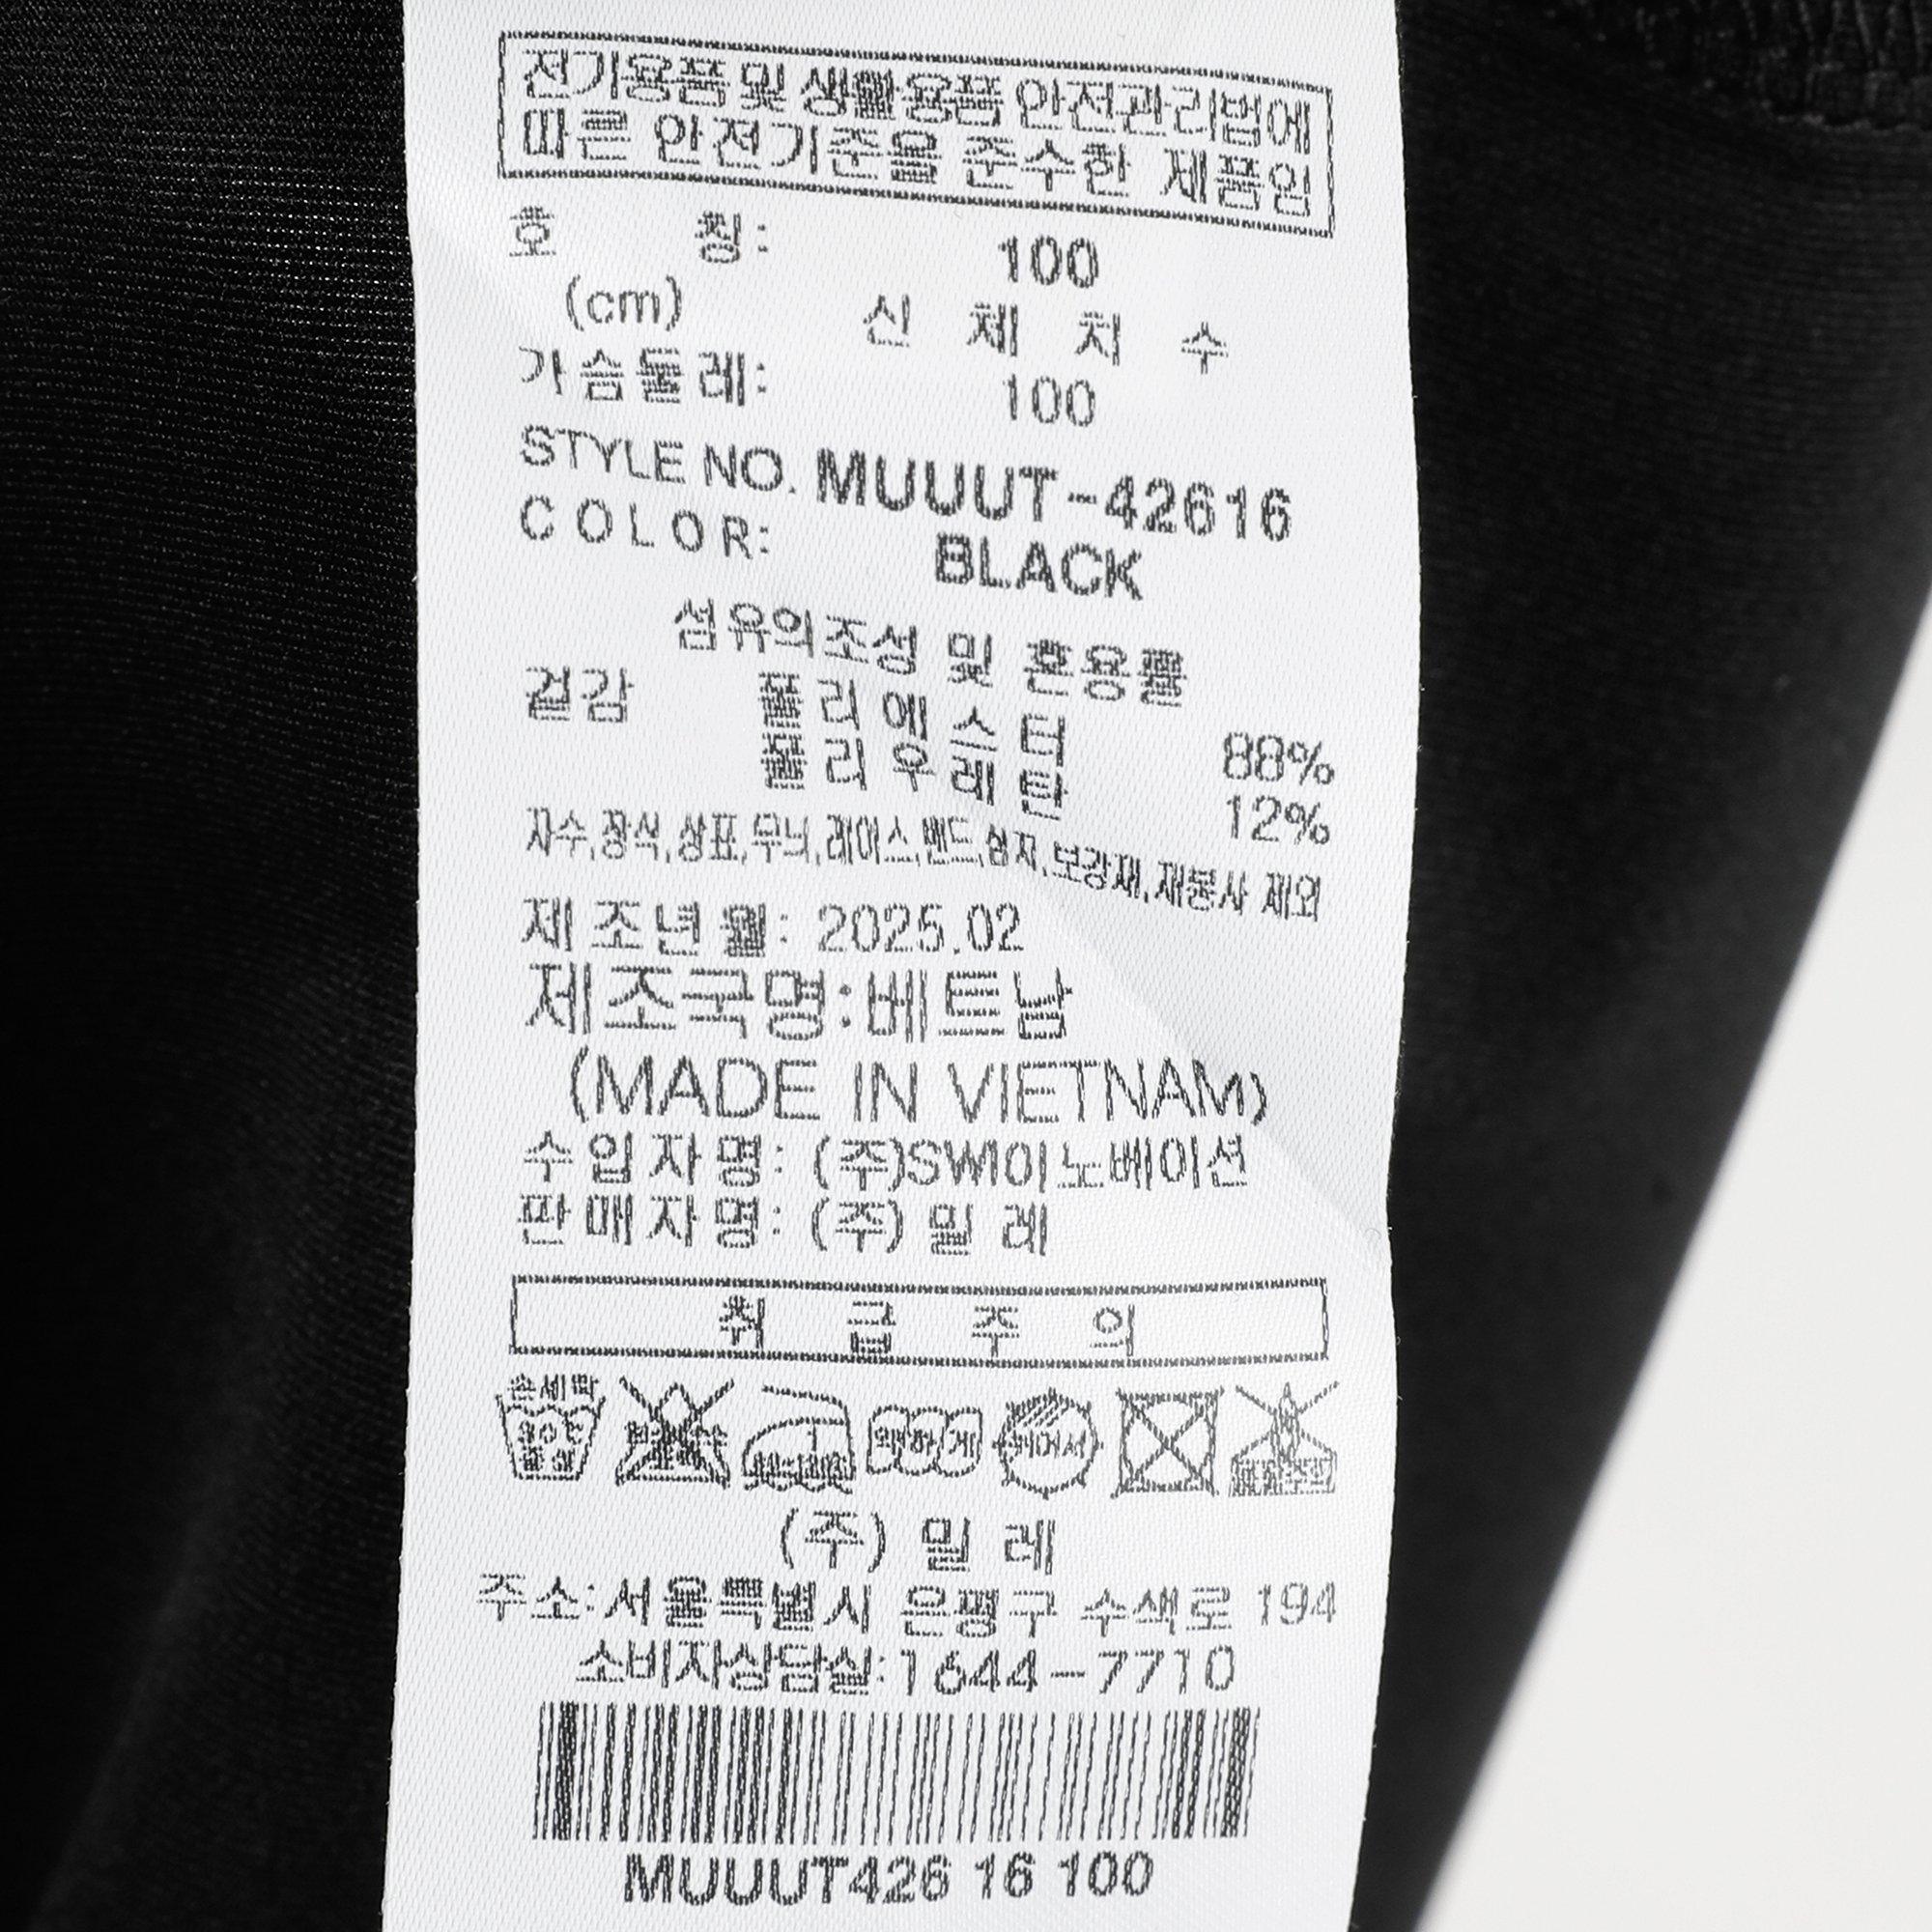 전기용품 및 생활용품 안전관리법에
따른 안전기준을 준수한 제품임
호 칭: 100
(cm) 신 체 치 수
가슴둘레: 100
STYLE NO. MUUUT-42616
COLOR: BLACK
섬유의조성 및 혼용률
겉감 폴리에스터 88%
폴리우레탄 12%
자수,장식,상표,무늬,레이스,밴드,심지,보강재,재봉사 제외
제조년월: 2025.02
제조국명:베트남
(MADE IN VIETNAM)
수입자명: (주)SW이노베이션
판매자명: (주) 밀 레
취 급 주 의
손세탁
약하게
뉘어서
(주) 밀 레
주소:서울특별시 은평구 수색로 194
소비자상담실:1644-7710
MUUUT426 16 100